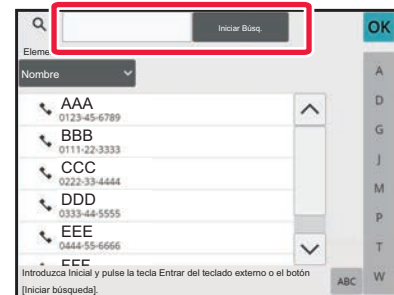 Iniciar Búsq.
OK
Eleme
Nombre
A
AAA
0123-45-6789
D
BBB
0111-22-3333
G
CCC
0222-33-4444
J
M
DDD
0333-44-5555
P
EEE
0444-55-6666
T
FFF
Introduzca Inicial y pulse la tecla Entrar del teclado externo o el botón
[Iniciar búsqueda].
ABC
W